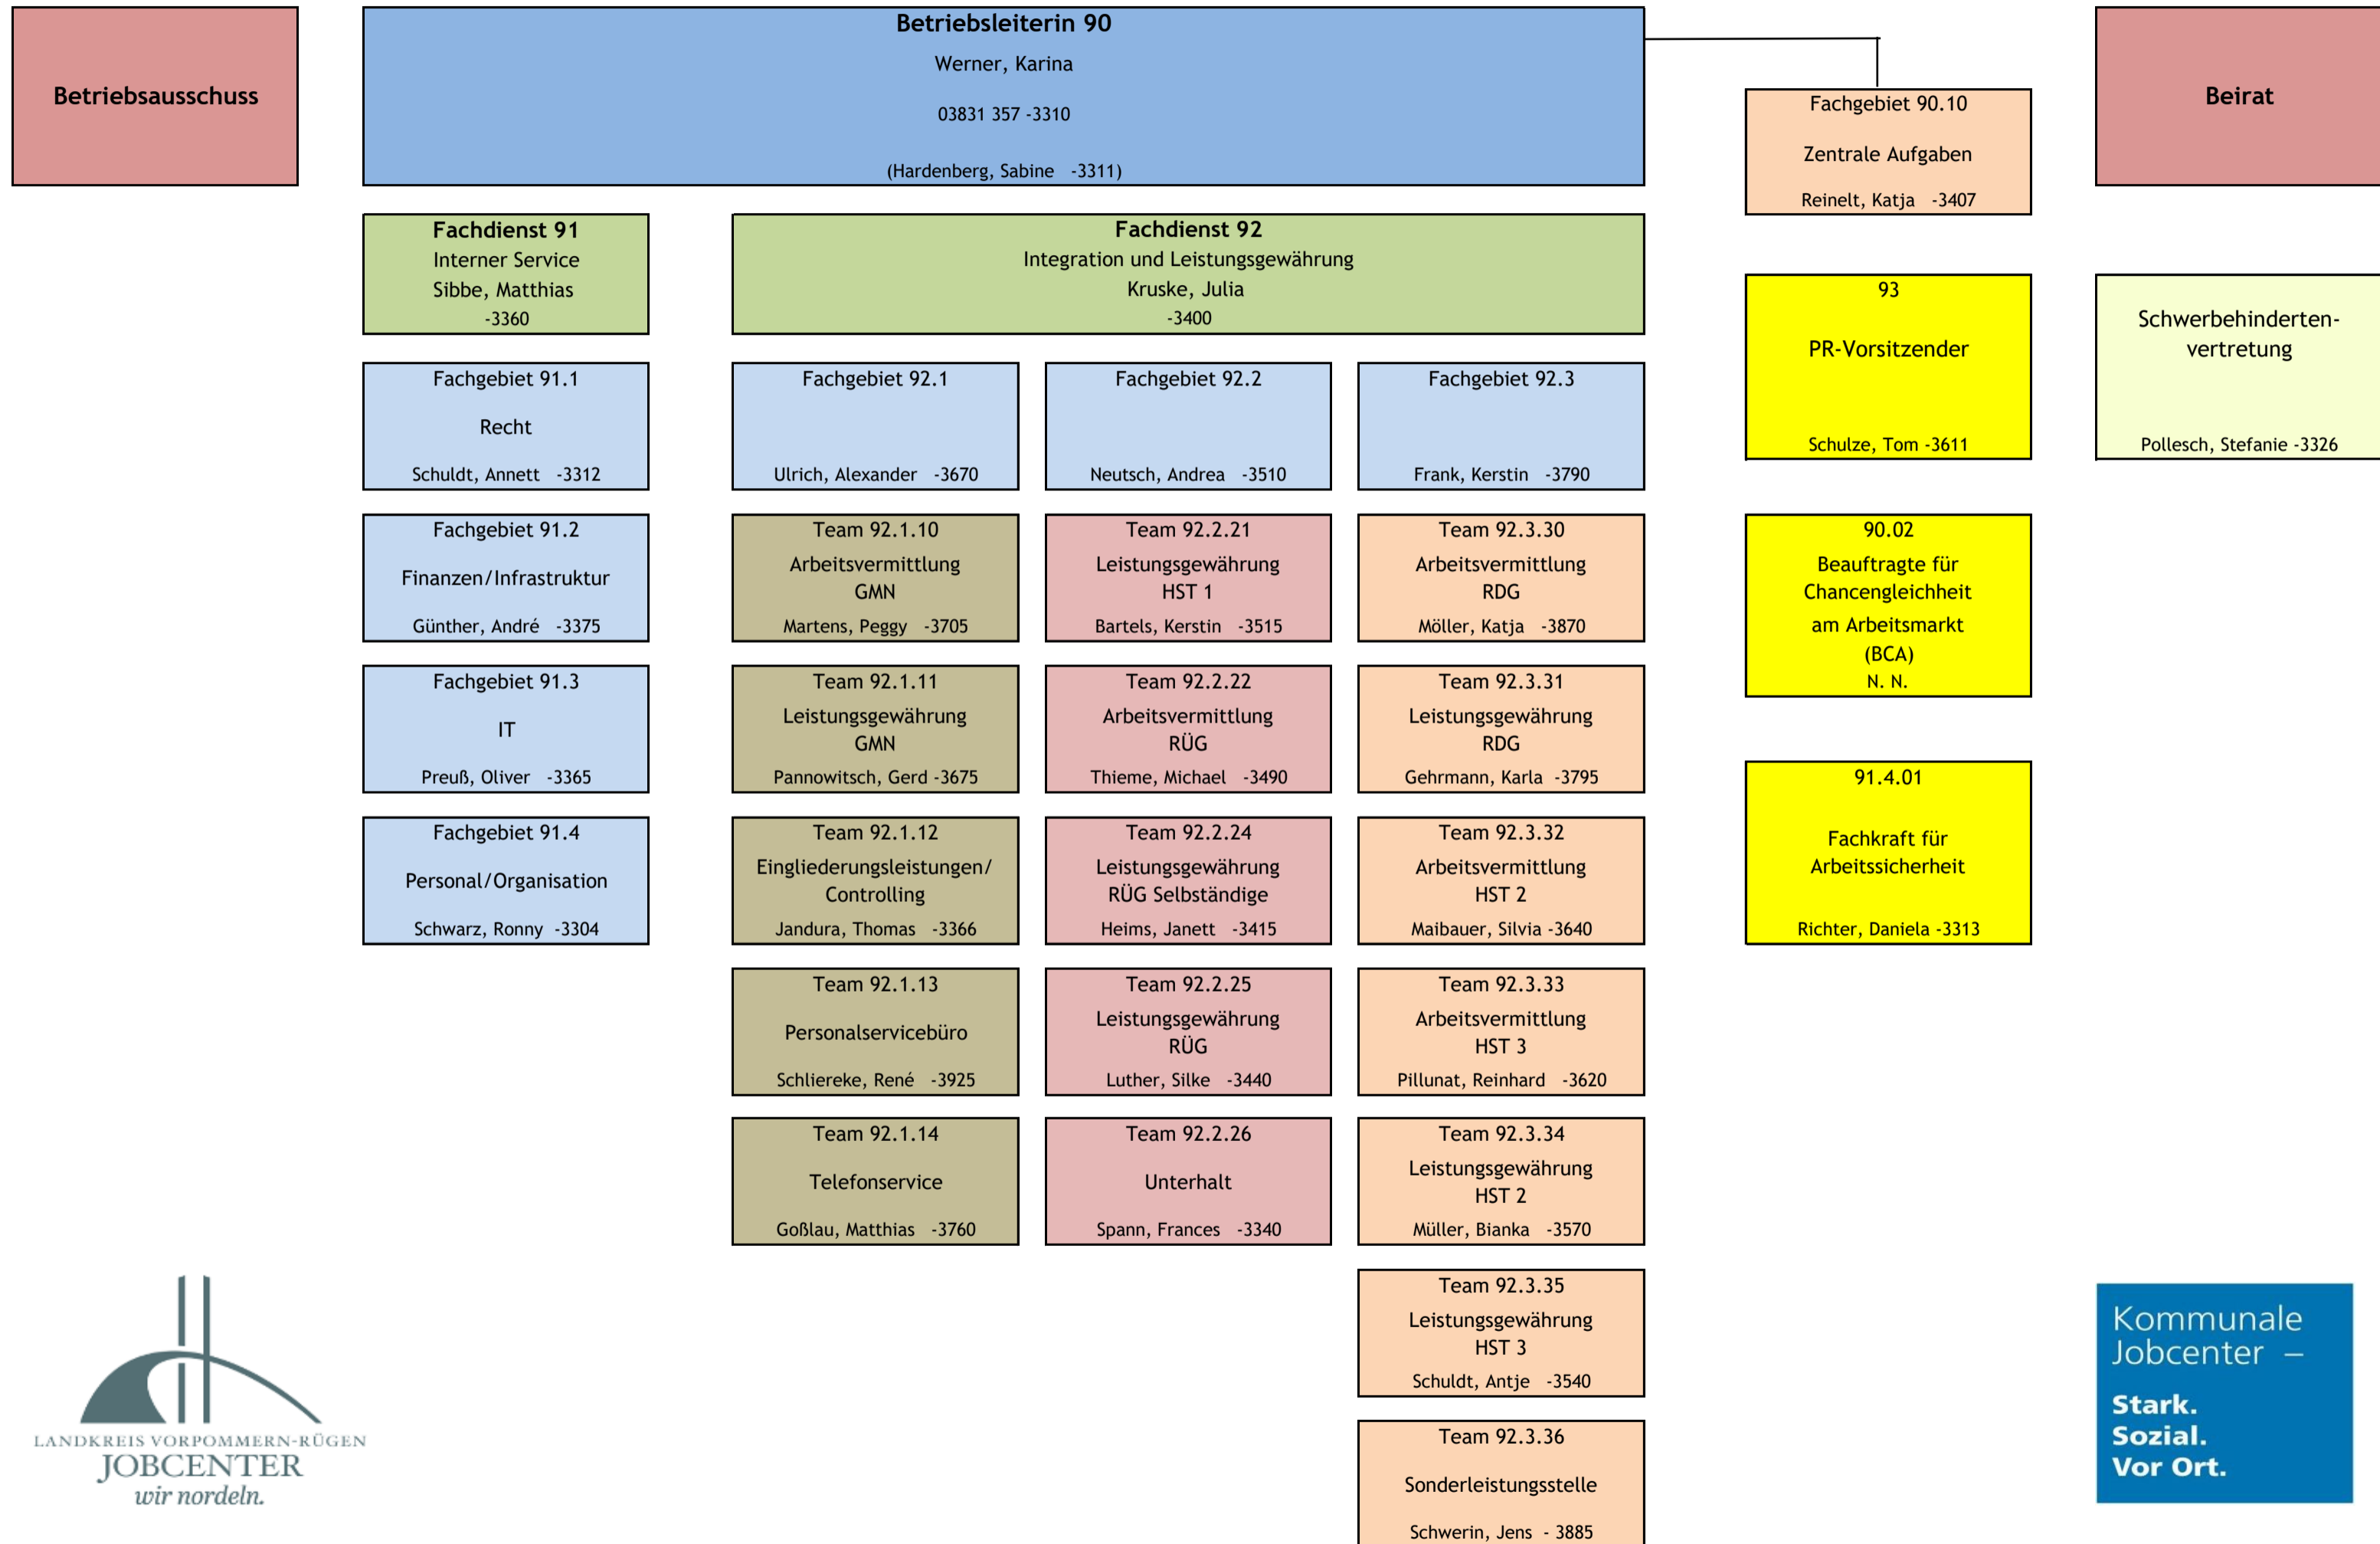 Betriebsausschuss
Betriebsleiterin 90
Werner, Karina
03831 357 -3310
(Hardenberg, Sabine -3311)
Fachgebiet 90.10
Zentrale Aufgaben
Reinelt, Katja -3407
Beirat
Fachdienst 91
Interner Service
Sibbe, Matthias
-3360
Fachdienst 92
Integration und Leistungsgewährung
Kruske, Julia
-3400
93
PR-Vorsitzender
Schulze, Tom -3611
Schwerbehinderten-
vertretung
Pollesch, Stefanie -3326
Fachgebiet 91.1
Recht
Schuldt, Annett -3312
Fachgebiet 92.1
Ulrich, Alexander -3670
Fachgebiet 92.2
Neutsch, Andrea -3510
Fachgebiet 92.3
Frank, Kerstin -3790
Fachgebiet 91.2
Finanzen/Infrastruktur
Günther, André -3375
Team 92.1.10
Arbeitsvermittlung
GMN
Martens, Peggy -3705
Team 92.2.21
Leistungsgewährung
HST 1
Bartels, Kerstin -3515
Team 92.3.30
Arbeitsvermittlung
RDG
Möller, Katja -3870
90.02
Beauftragte für
Chancengleichheit
am Arbeitsmarkt
(BCA)
N. N.
Fachgebiet 91.3
IT
Preuß, Oliver -3365
Team 92.1.11
Leistungsgewährung
GMN
Pannowitsch, Gerd -3675
Team 92.2.22
Arbeitsvermittlung
RÜG
Thieme, Michael -3490
Team 92.3.31
Leistungsgewährung
RDG
Gehrmann, Karla -3795
91.4.01
Fachkraft für
Arbeitssicherheit
Richter, Daniela -3313
Fachgebiet 91.4
Personal/Organisation
Schwarz, Ronny -3304
Team 92.1.12
Eingliederungsleistungen/
Controlling
Jandura, Thomas -3366
Team 92.2.24
Leistungsgewährung
RÜG Selbständige
Heims, Janett -3415
Team 92.3.32
Arbeitsvermittlung
HST 2
Maibauer, Silvia -3640
Team 92.1.13
Personalservicebüro
Schliereke, René -3925
Team 92.2.25
Leistungsgewährung
RÜG
Luther, Silke -3440
Team 92.3.33
Arbeitsvermittlung
HST 3
Pillunat, Reinhard -3620
Team 92.1.14
Telefonservice
Goßlau, Matthias -3760
Team 92.2.26
Unterhalt
Spann, Frances -3340
Team 92.3.34
Leistungsgewährung
HST 2
Müller, Bianka -3570
Team 92.3.35
Leistungsgewährung
HST 3
Schuldt, Antje -3540
Team 92.3.36
Sonderleistungsstelle
Schwerin, Jens - 3885
LANDKREIS VORPOMMERN-RÜGEN
JOBCENTER
wir nordeln.
Kommunale
Jobcenter –
Stark.
Sozial.
Vor Ort.